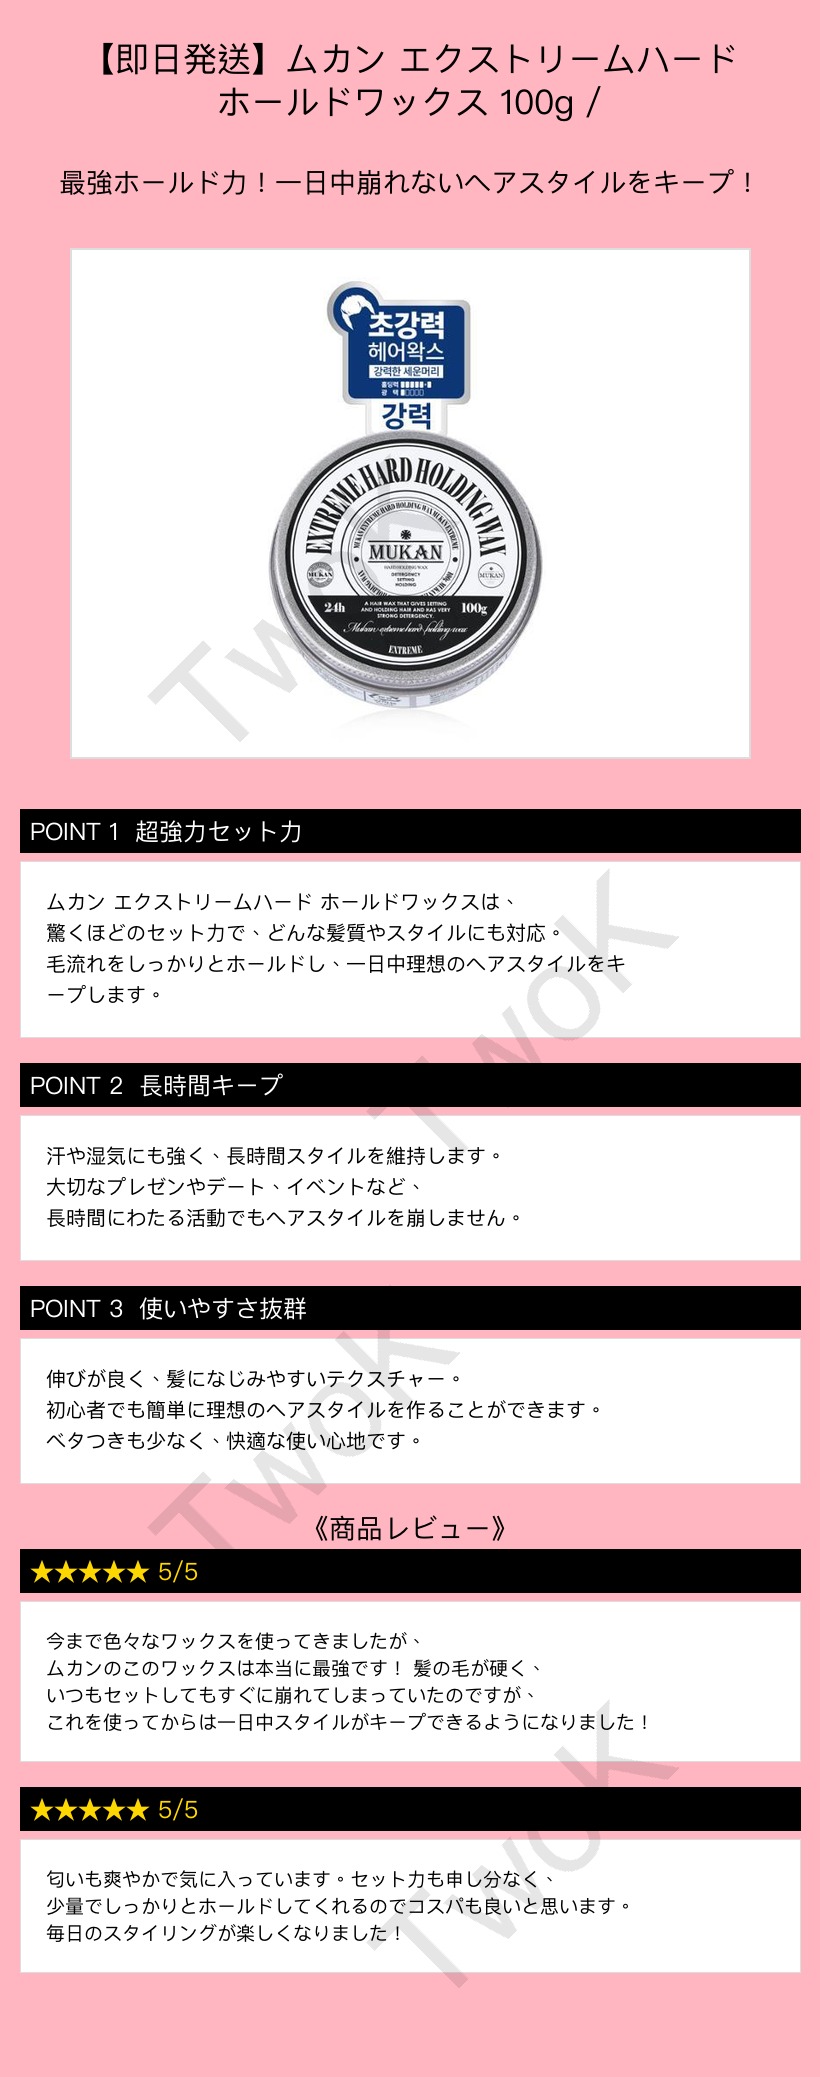 【即日発送】ムカン エクストリームハード
ホールドワックス 100g /
最強ホールド力！一日中崩れないヘアスタイルをキープ！
초강력
헤어왁스
강력한 세운머리
홀딩력
광 택
강력
EXTREME HARD HOLDING WAX
MUKAN
HARD HOLDING WAX
DETERGENCY
SETTING
HOLDING
MUKAN
MUKAN
24h
A HAIR WAX THAT GIVES SETTING
AND HOLDING HAIR AND HAS VERY
STRONG DETERGENCY.
100g
Mukan extreme hard holding wax
EXTREME
TwoK
POINT 1 超強力セット力
ムカン エクストリームハード ホールドワックスは、
驚くほどのセット力で、どんな髪質やスタイルにも対応。
毛流れをしっかりとホールドし、一日中理想のヘアスタイルをキ
ープします。
TwoK
POINT 2 長時間キープ
汗や湿気にも強く、長時間スタイルを維持します。
大切なプレゼンやデート、イベントなど、
長時間にわたる活動でもヘアスタイルを崩しません。
POINT 3 使いやすさ抜群
伸びが良く、髪になじみやすいテクスチャー。
初心者でも簡単に理想のヘアスタイルを作ることができます。
ベタつきも少なく、快適な使い心地です。
TwoK
《商品レビュー》
★★★★★ 5/5
今まで色々なワックスを使ってきましたが、
ムカンのこのワックスは本当に最強です！ 髪の毛が硬く、
いつもセットしてもすぐに崩れてしまっていたのですが、
これを使ってからは一日中スタイルがキープできるようになりました！
★★★★★ 5/5
匂いも爽やかで気に入っています。セット力も申し分なく、
少量でしっかりとホールドしてくれるのでコスパも良いと思います。
毎日のスタイリングが楽しくなりました！
TwoK